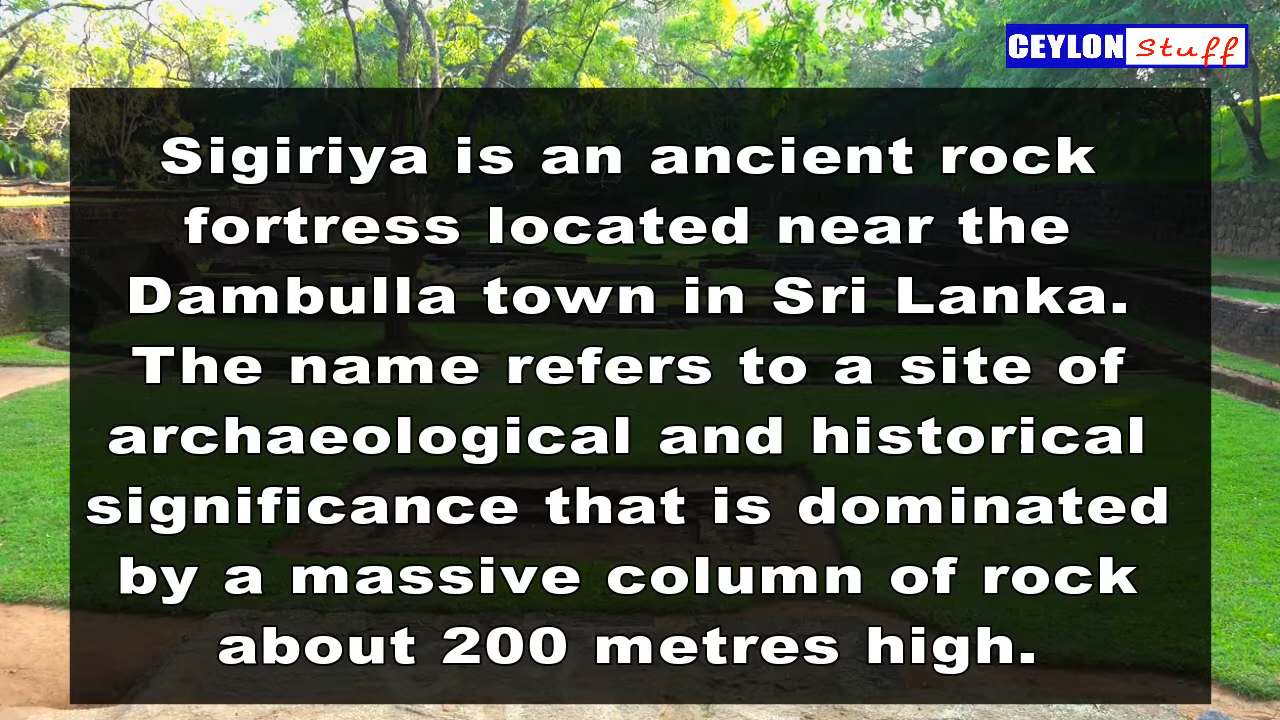 CEYLON Stuff
Sigiriya is an ancient rock
fortress located near the
Dambulla town in Sri Lanka.
The name refers to a site of
archaeological and historical
significance that is dominated
by a massive column of rock
about 200 metres high.